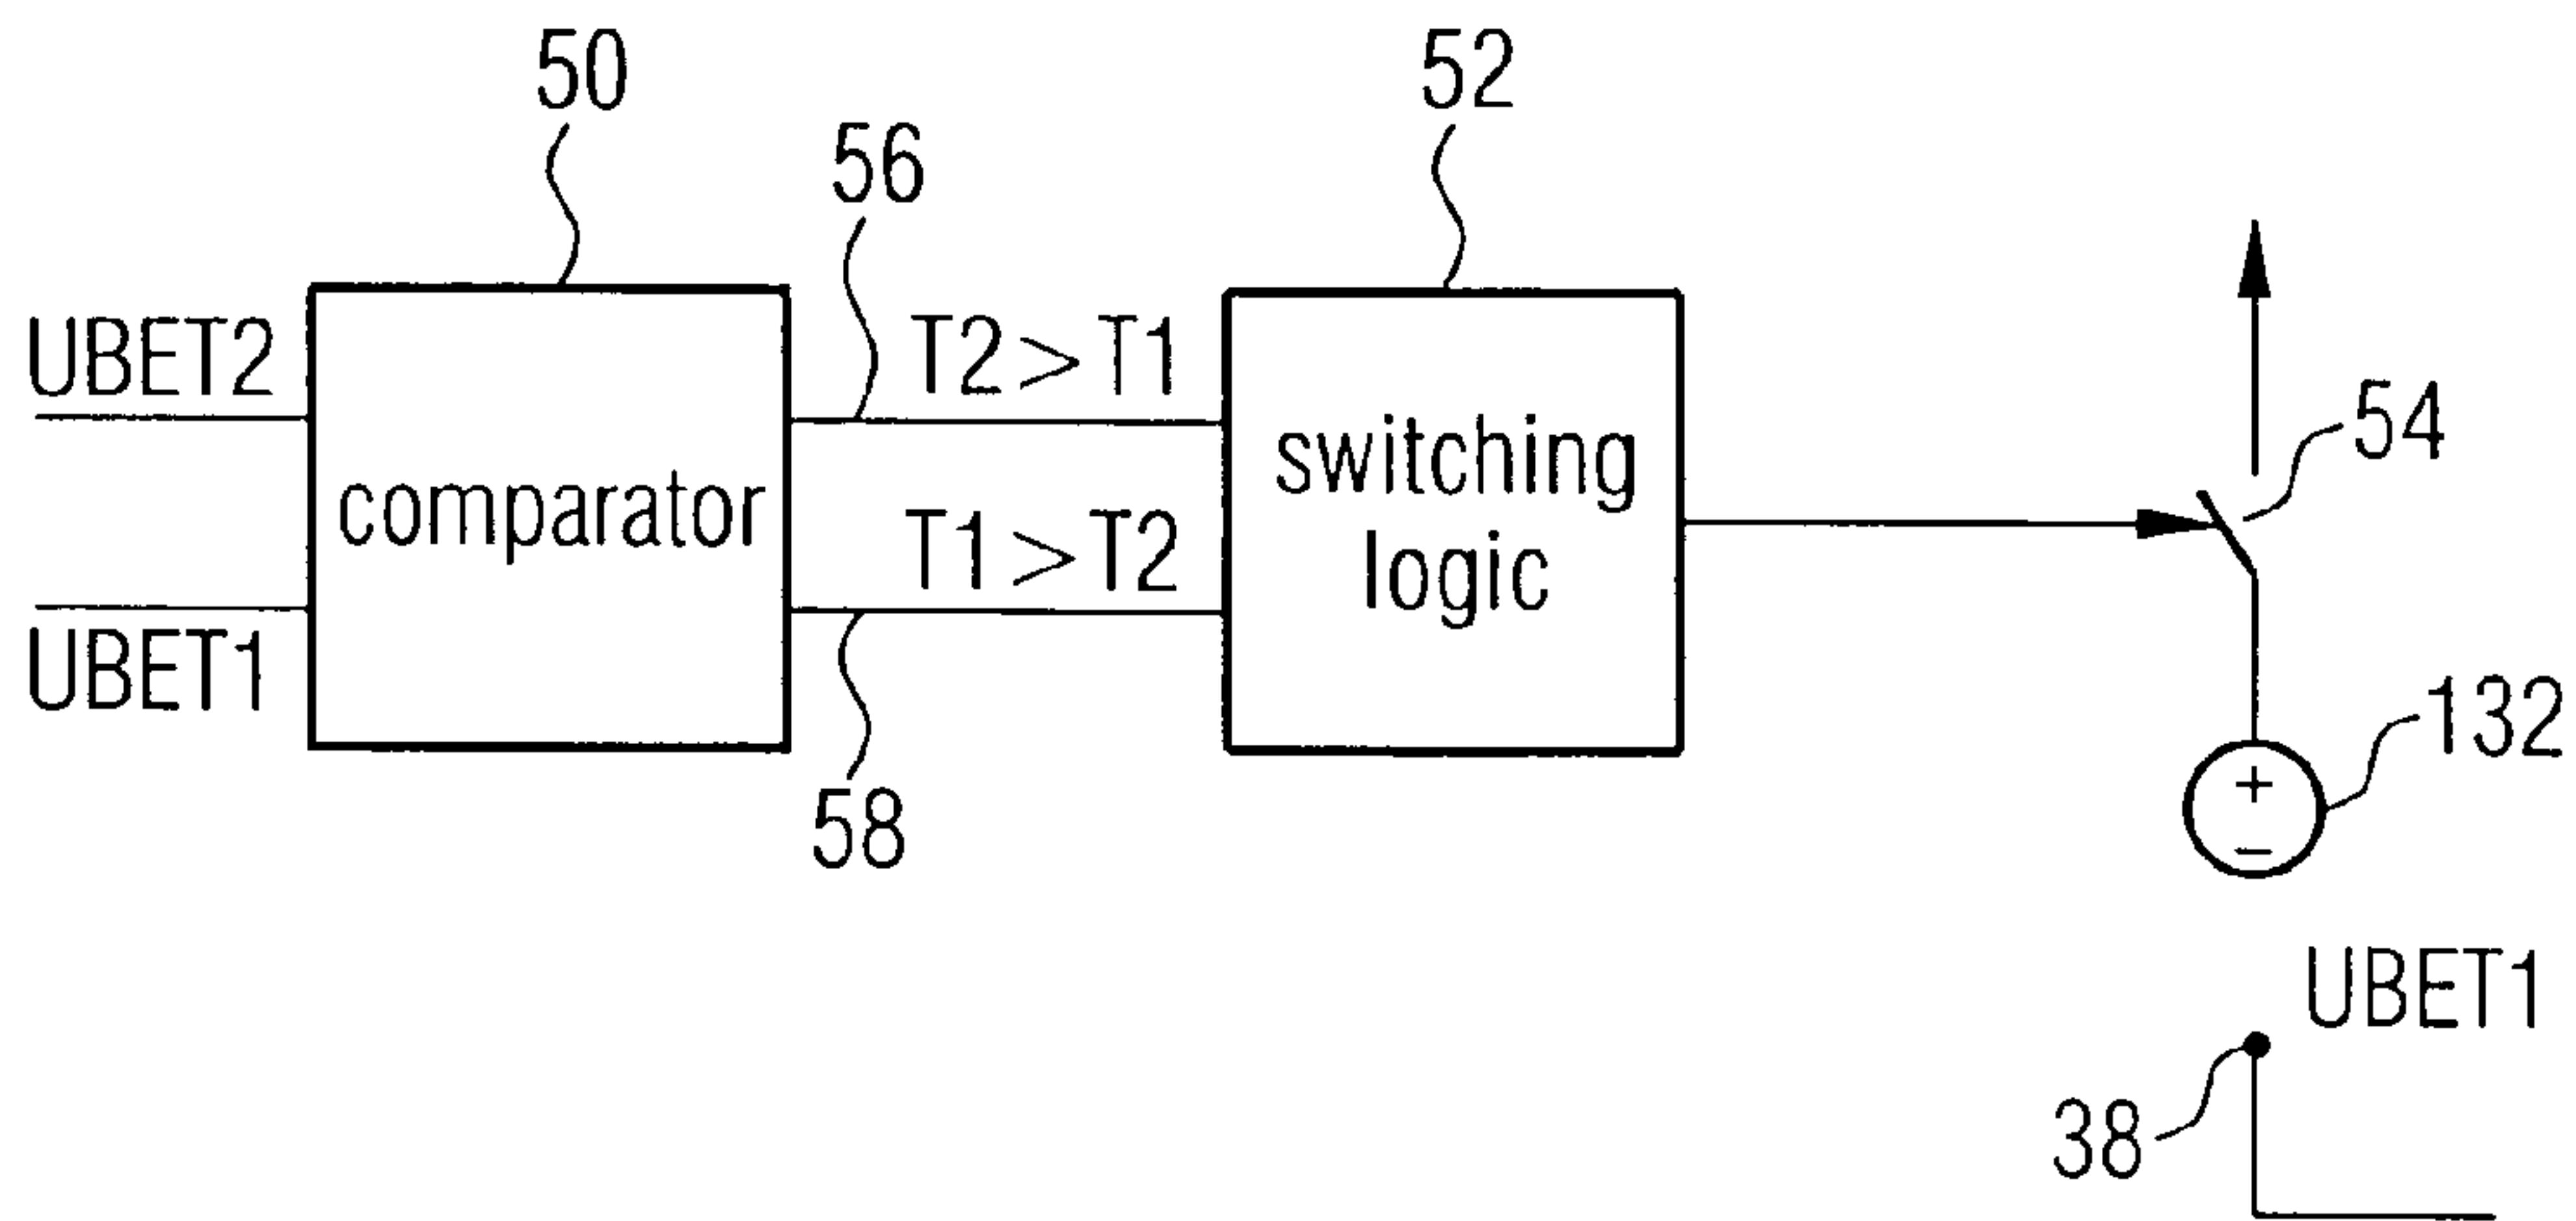 50
52
56
UBET2
T2>T1
54
comparator
switching
logic
T1>T2
UBET1
58
132
+
−
UBET1
38